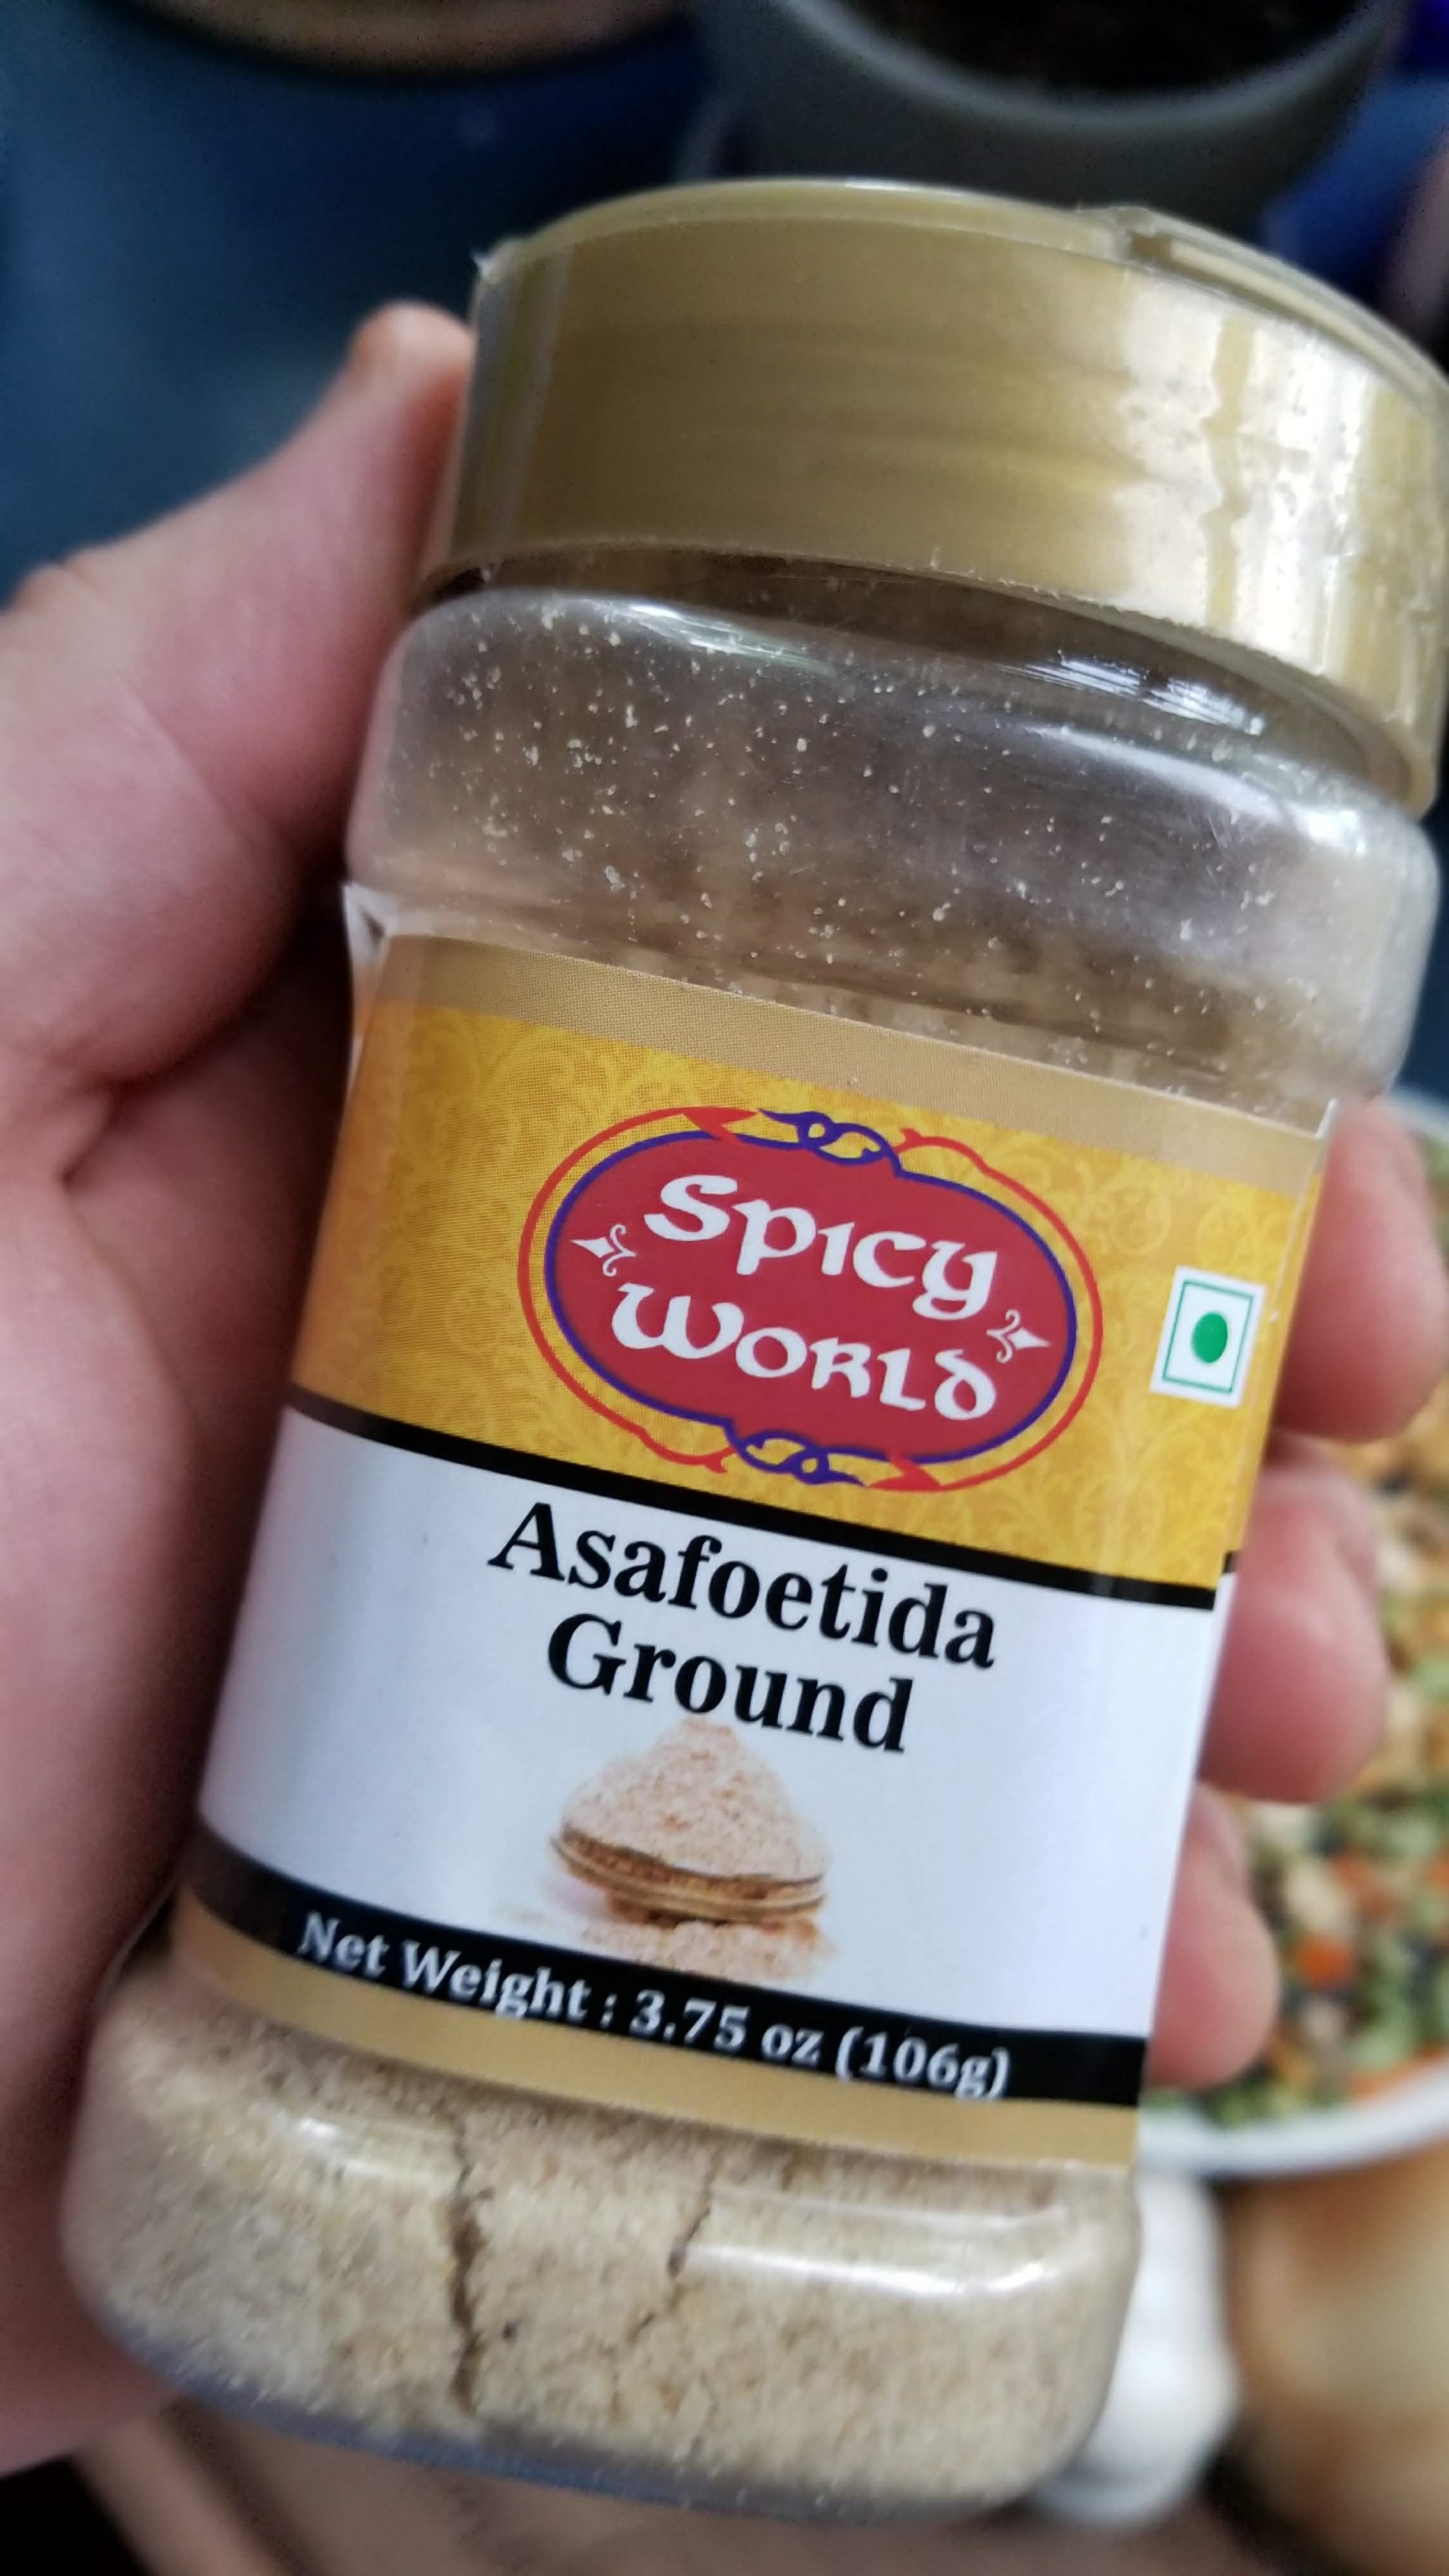 Spicy
World
Asafoetida
Ground
Net Weight : 3.75 oz (106g)